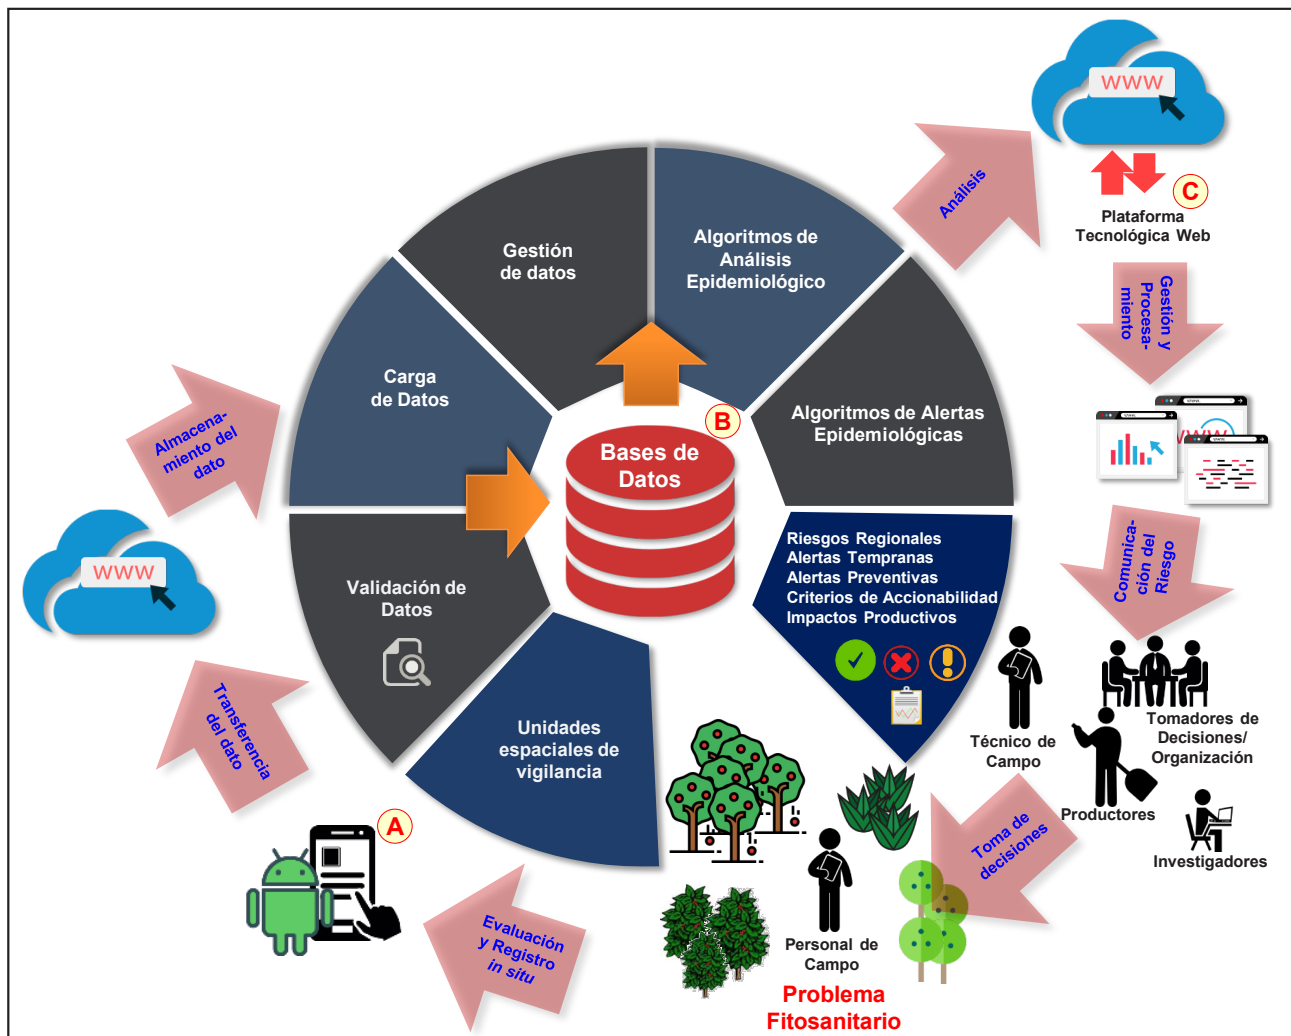 www
Análisis
C
Plataforma
Tecnológica Web
Gestión
de datos
Algoritmos de
Análisis
Epidemiológico
Gestión y
Procesa-
miento
Carga
de Datos
Algoritmos de Alertas
Epidemiológicas
Almacena-
miento del
dato
B
Bases de
Datos
www
Comunica-
ción del
Riesgo
Riesgos Regionales
Alertas Tempranas
Alertas Preventivas
Criterios de Accionabilidad
Impactos Productivos
www
Validación de
Datos
Transferencia
del dato
Unidades
espaciales de
vigilancia
Técnico de
Campo
Tomadores de
Decisiones/
Organización
Productores
Investigadores
Toma de
decisiones
A
Evaluación
y Registro
in situ
Personal de
Campo
Problema
Fitosanitario